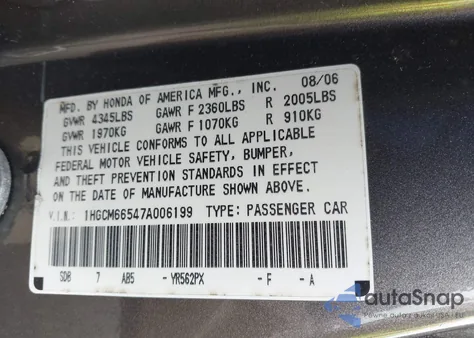 MFD. BY HONDA OF AMERICA MFG., INC. 08/06
GVWR 4345LBS GAWR F 2360LBS R 2005LBS
GVWR 1970KG GAWR F 1070KG R 910KG
THIS VEHICLE CONFORMS TO ALL APPLICABLE
FEDERAL MOTOR VEHICLE SAFETY, BUMPER,
AND THEFT PREVENTION STANDARDS IN EFFECT
ON THE DATE OF MANUFACTURE SHOWN ABOVE.
V.I.N.: 1HGCM66547A006199 TYPE: PASSENGER CAR
SDB 7 AB5 -YR562PX -F -A
autoSnap